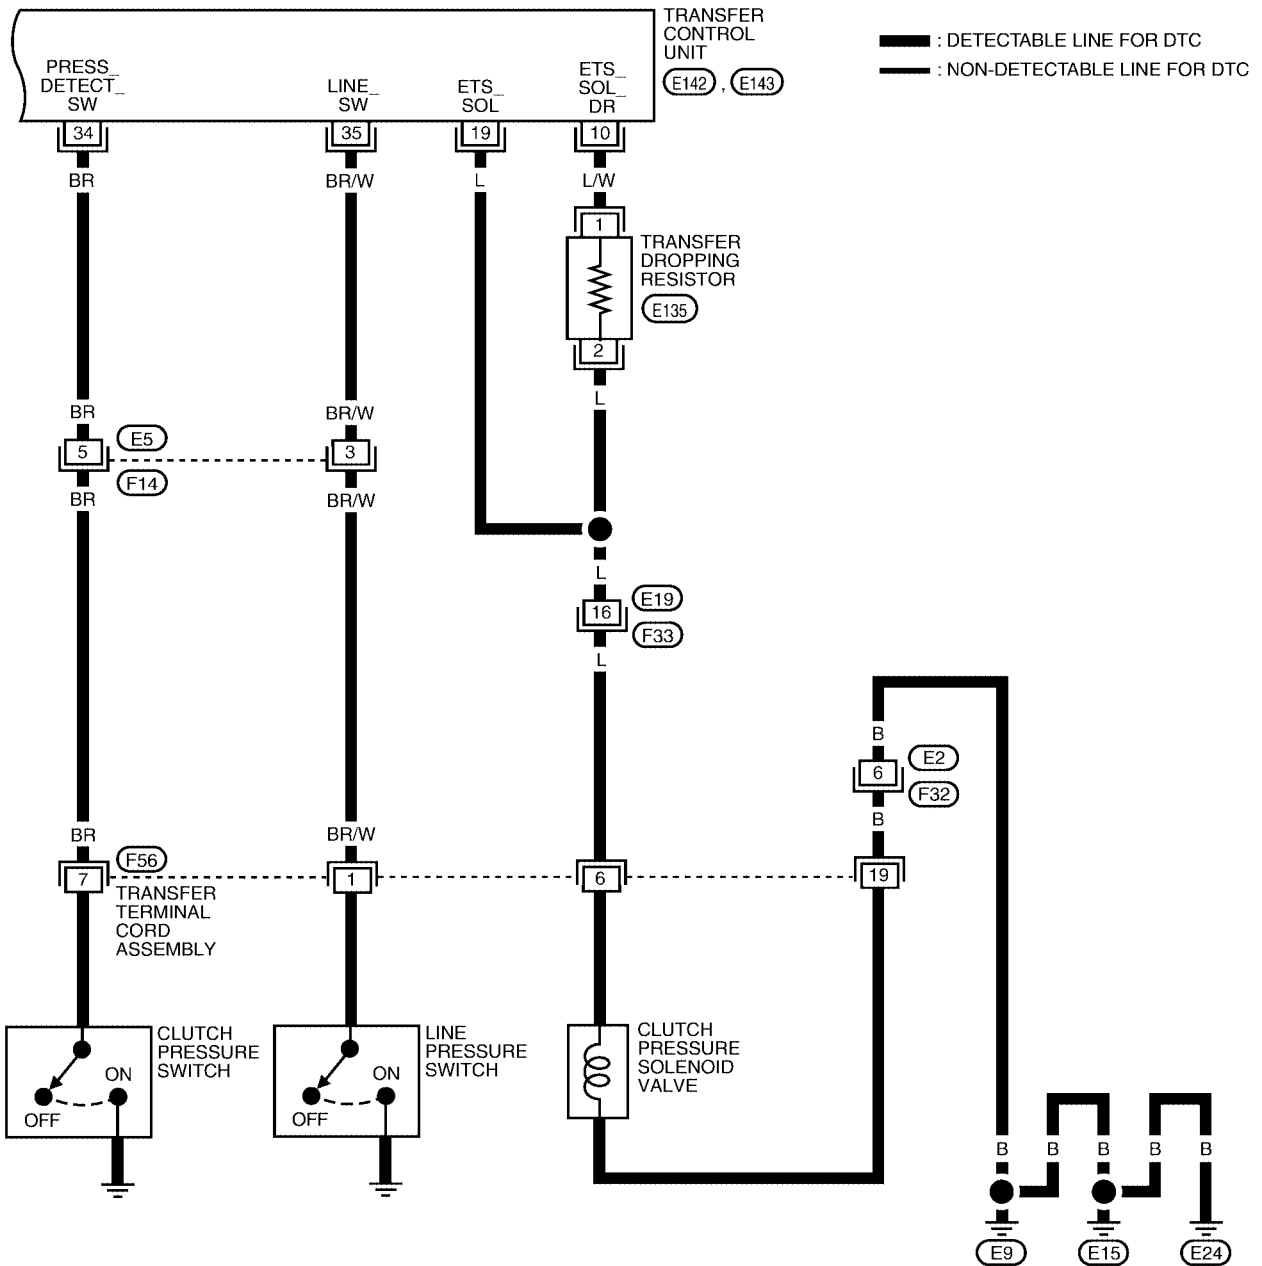 TRANSFER
CONTROL
UNIT
E142 , E143
: DETECTABLE LINE FOR DTC
: NON-DETECTABLE LINE FOR DTC
PRESS_
DETECT_
SW
LINE_
SW
ETS_
SOL
ETS_
SOL_
DR
34
35
19
10
BR
BR/W
L
L/W
1
TRANSFER
DROPPING
RESISTOR
E135
2
L
BR
BR/W
5
E5
F14
3
BR
BR/W
L
16
E19
F33
L
B
6
E2
F32
B
BR
BR/W
7
F56
TRANSFER
TERMINAL
CORD
ASSEMBLY
1
6
19
CLUTCH
PRESSURE
SWITCH
ON
OFF
LINE
PRESSURE
SWITCH
ON
OFF
CLUTCH
PRESSURE
SOLENOID
VALVE
B
B
B
B
B
E9
E15
E24